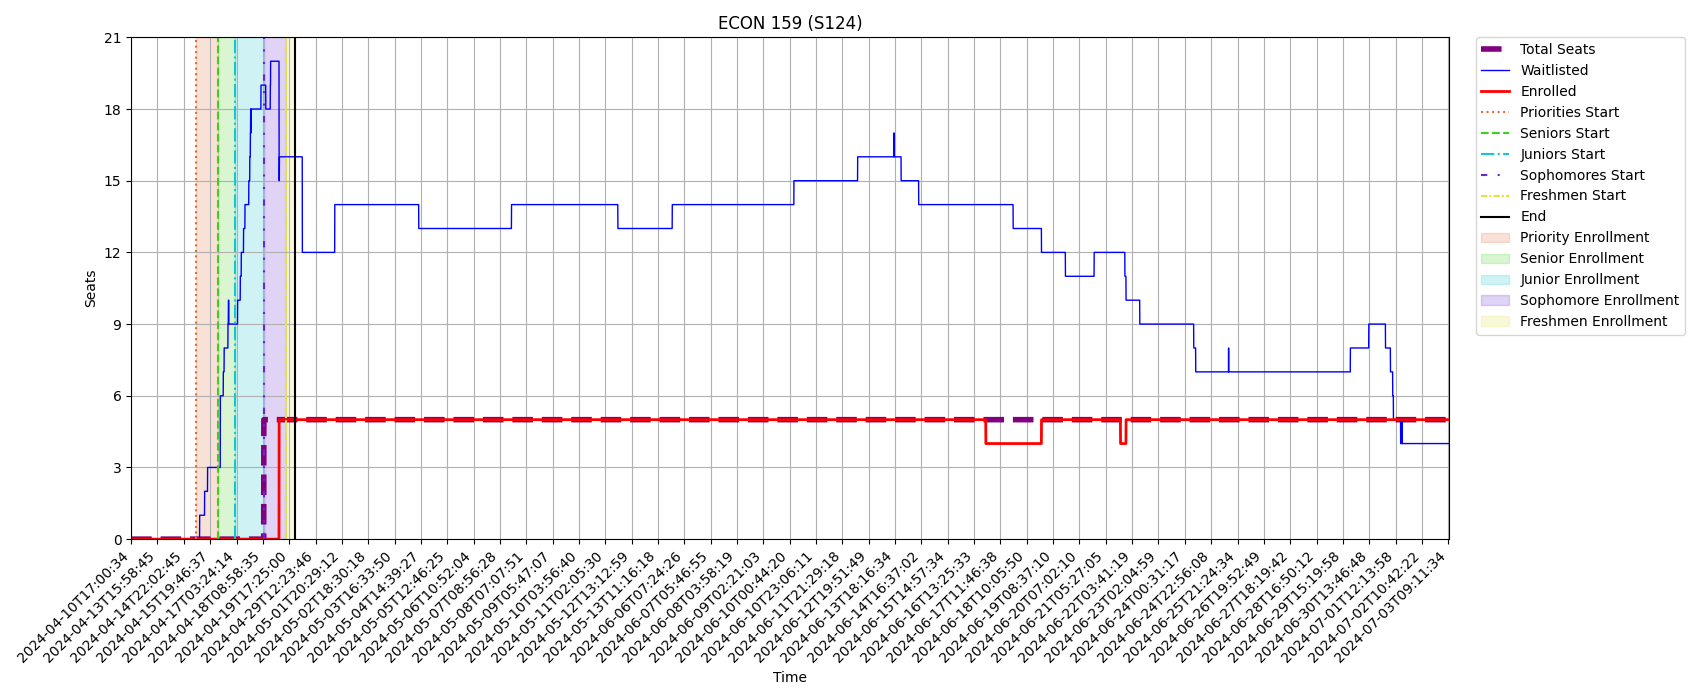 ECON 159 (S124)
21
18
15
12
9
6
3
0
Seats
2024-04-10T17:00:34
2024-04-13T15:58:45
2024-04-14T22:02:45
2024-04-15T19:46:37
2024-04-17T03:24:14
2024-04-18T08:58:35
2024-04-19T17:25:00
2024-04-29T12:23:46
2024-05-01T20:29:12
2024-05-02T18:30:18
2024-05-03T16:33:50
2024-05-04T14:39:27
2024-05-05T12:46:25
2024-05-06T10:52:04
2024-05-07T08:56:28
2024-05-08T07:07:51
2024-05-09T05:47:07
2024-05-10T03:56:40
2024-05-11T02:05:30
2024-05-12T13:12:59
2024-05-13T11:16:18
2024-06-06T07:24:26
2024-06-07T05:46:55
2024-06-08T03:58:19
2024-06-09T02:21:03
2024-06-10T00:44:20
2024-06-10T23:06:11
2024-06-11T21:29:18
2024-06-12T19:51:49
2024-06-13T18:16:34
2024-06-14T16:37:02
2024-06-15T14:57:34
2024-06-16T13:25:33
2024-06-17T11:46:38
2024-06-18T10:05:50
2024-06-19T08:37:10
2024-06-20T07:02:10
2024-06-21T05:27:05
2024-06-22T03:41:19
2024-06-23T02:04:59
2024-06-24T00:31:17
2024-06-24T22:56:08
2024-06-25T21:24:34
2024-06-26T19:52:49
2024-06-27T18:19:42
2024-06-28T16:50:12
2024-06-29T15:19:58
2024-06-30T13:46:48
2024-07-01T12:13:58
2024-07-02T10:42:22
2024-07-03T09:11:34
Time
Total Seats
Waitlisted
Enrolled
Priorities Start
Seniors Start
Juniors Start
Sophomores Start
Freshmen Start
End
Priority Enrollment
Senior Enrollment
Junior Enrollment
Sophomore Enrollment
Freshmen Enrollment